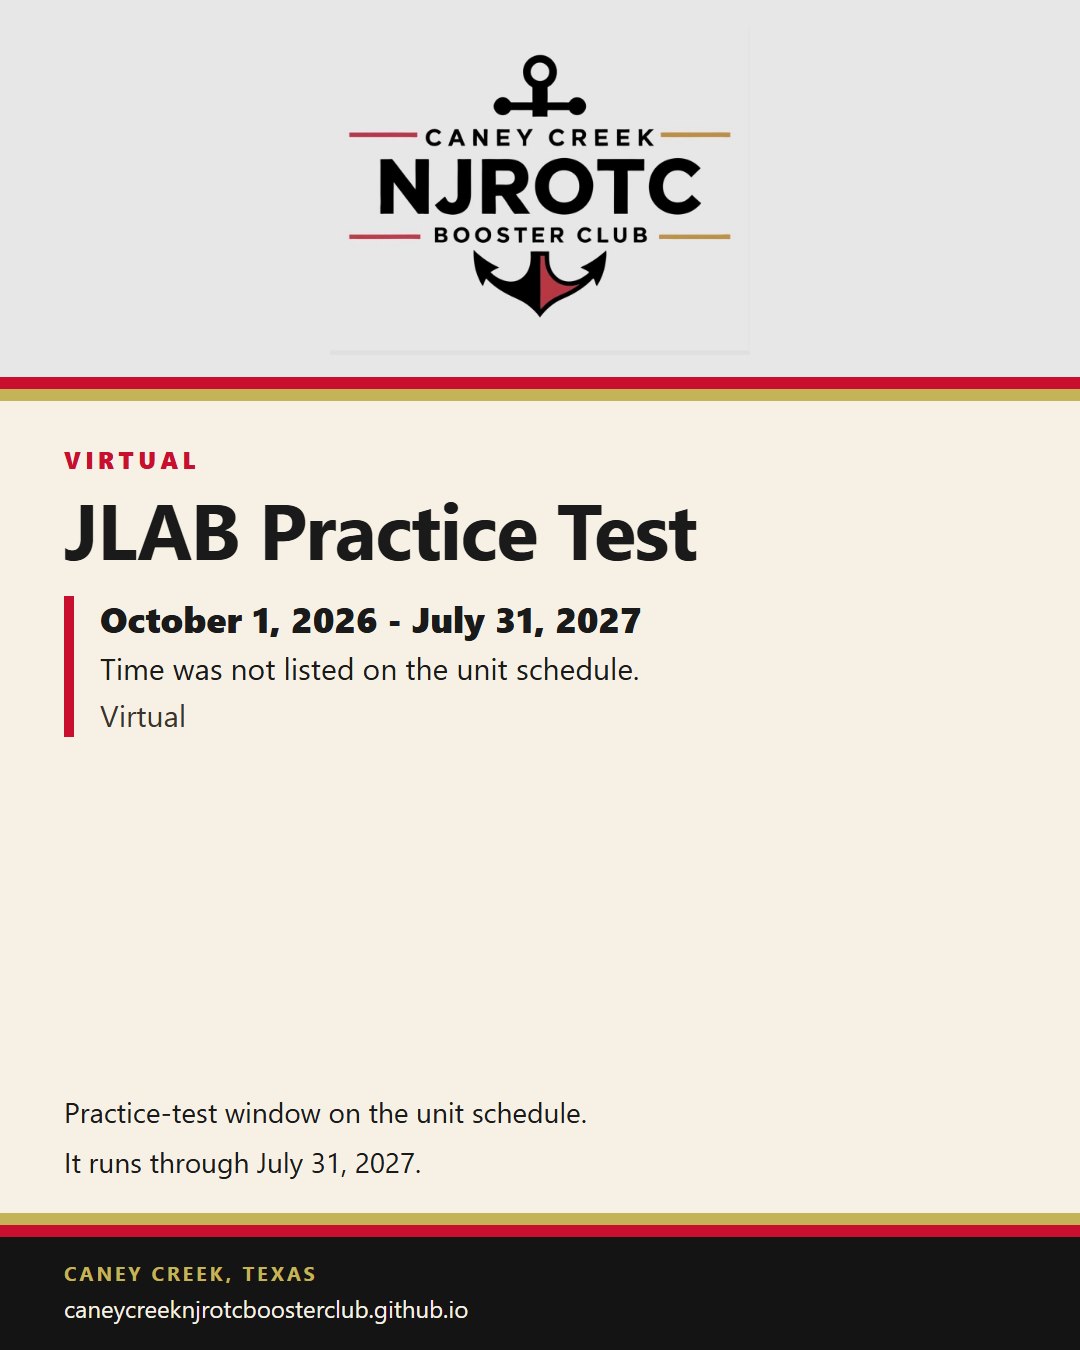 CANEY CREEK
NJROTC
BOOSTER CLUB
VIRTUAL
JLAB Practice Test
October 1, 2026 - July 31, 2027
Time was not listed on the unit schedule.
Virtual
Practice-test window on the unit schedule.
It runs through July 31, 2027.
CANEY CREEK, TEXAS
caneycreeknjrotcboosterclub.github.io